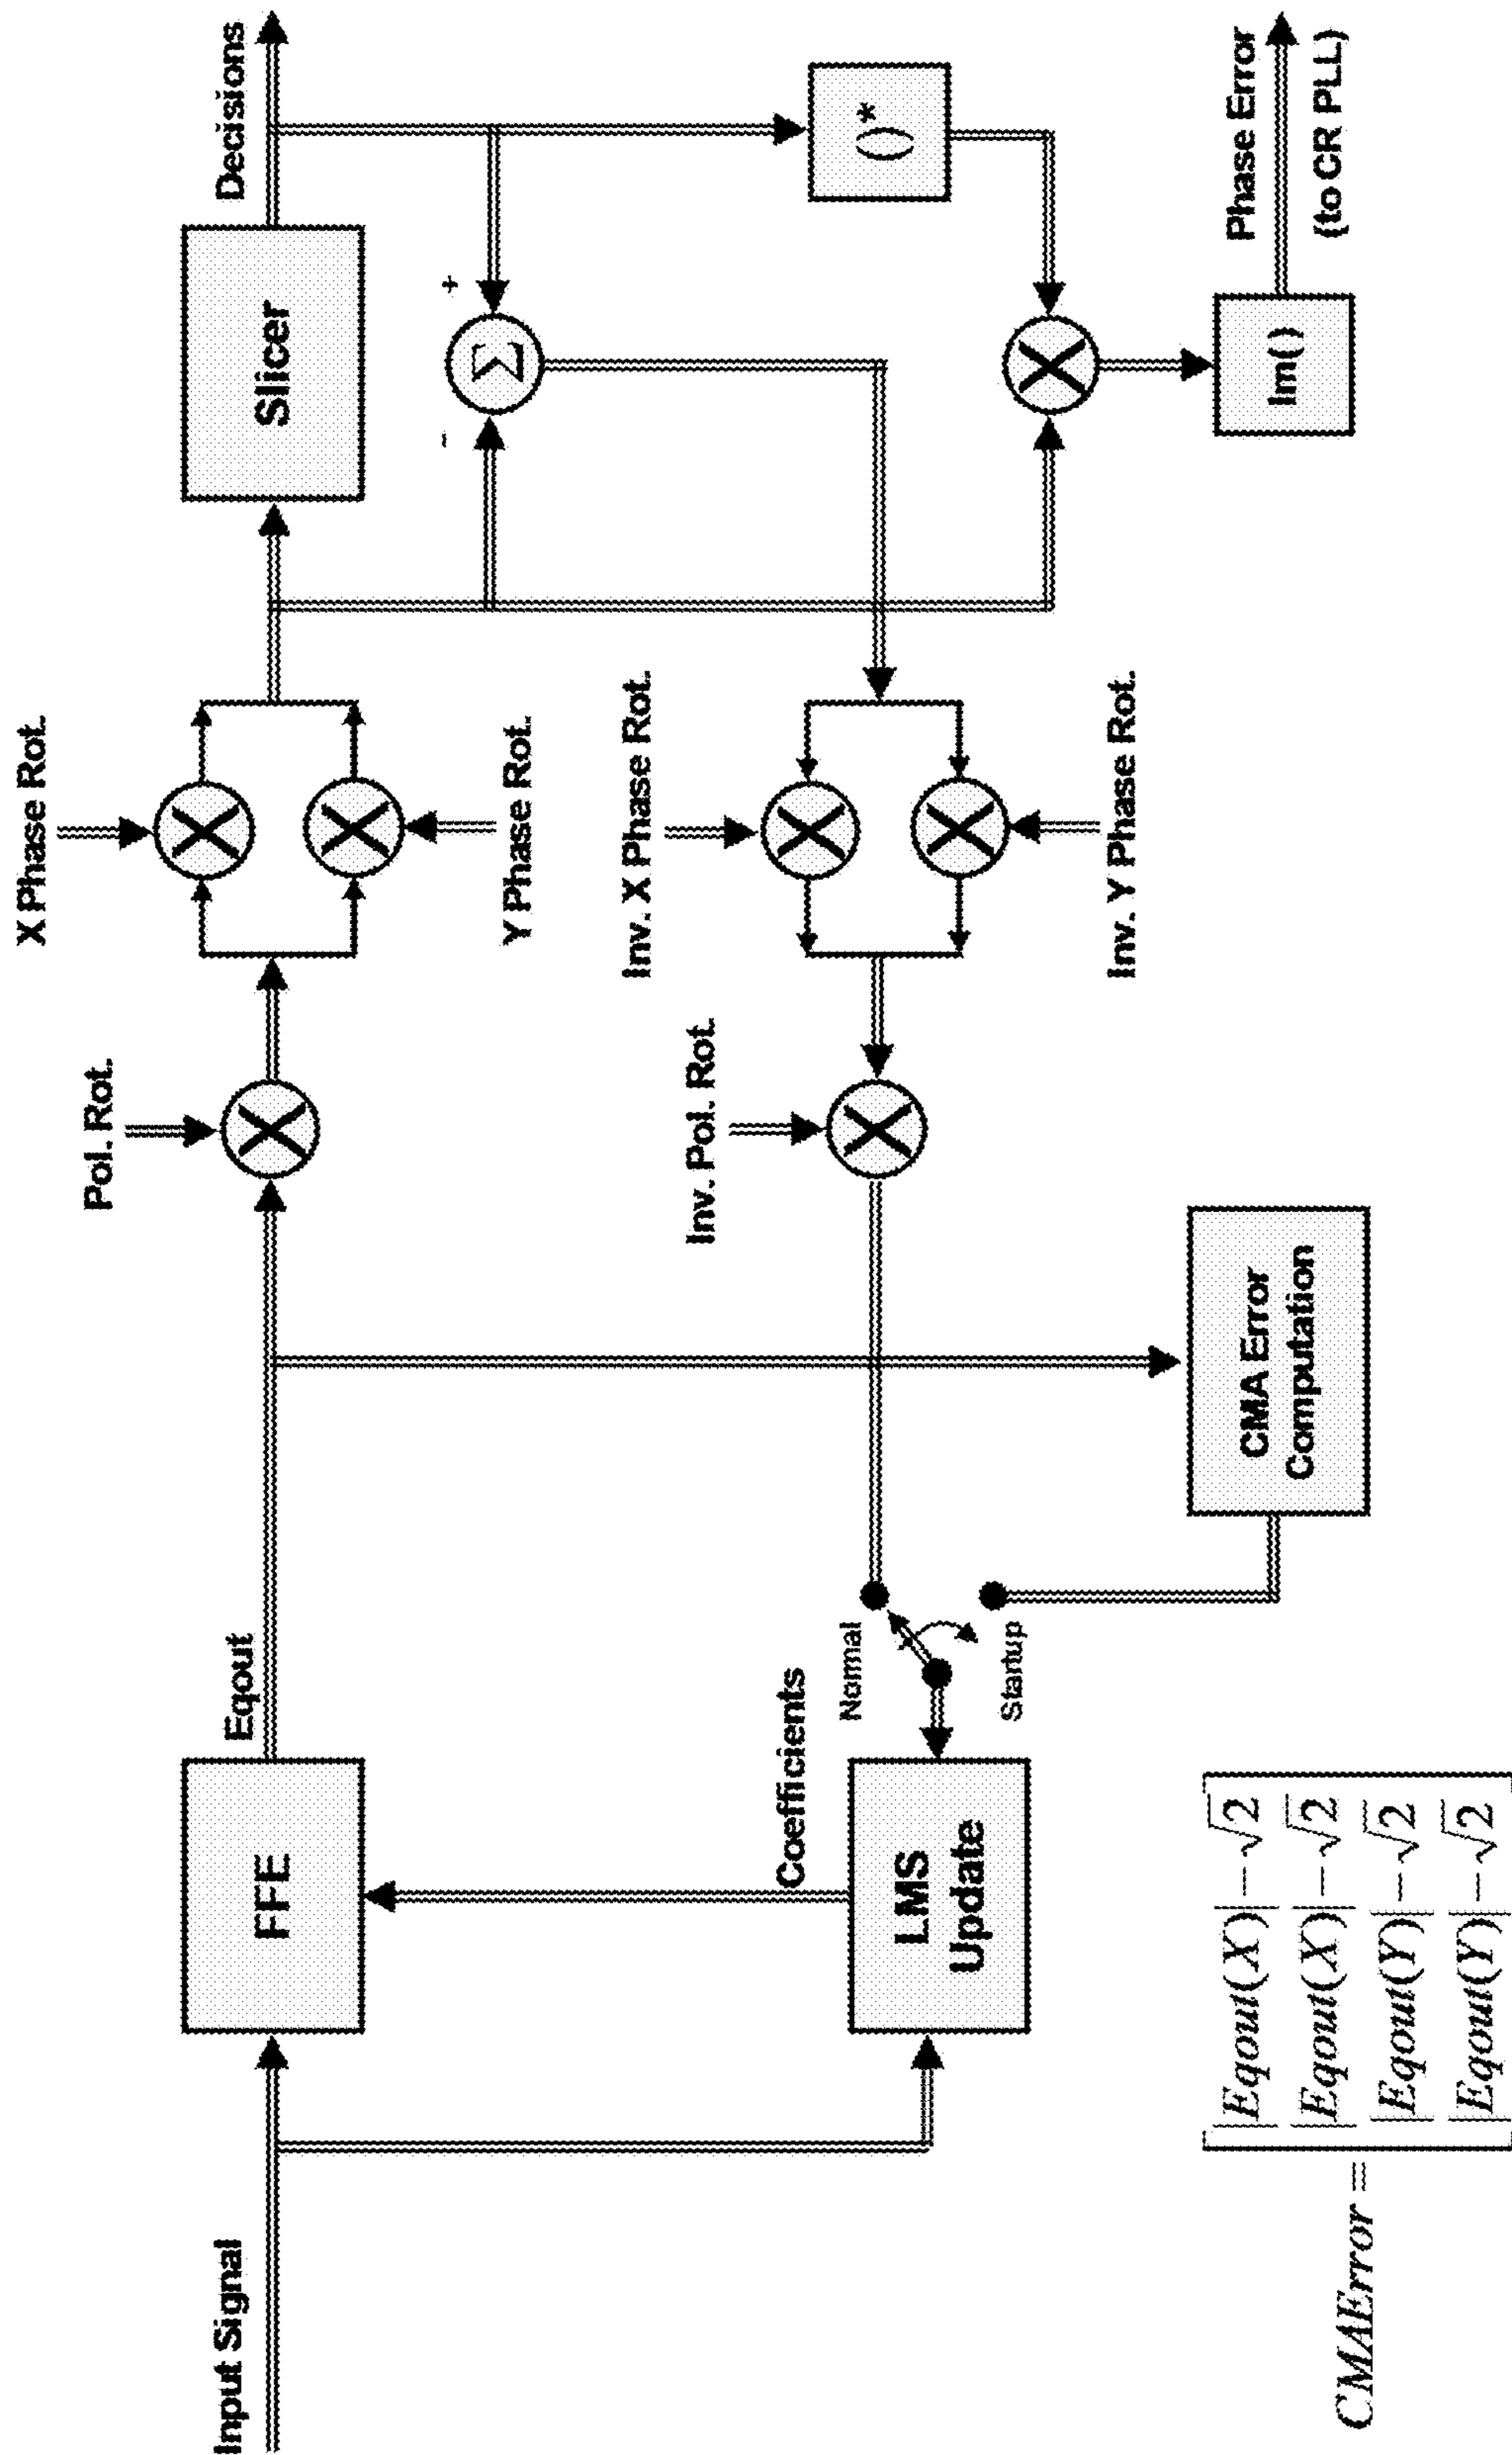 Input Signal
FFE
Eqout
Pol. Rot.
X Phase Rot.
Y Phase Rot.
Slicer
Decisions
+
-
Σ
X
X
X
()*
Coefficients
LMS
Update
Normal
Startup
Inv. Pol. Rot.
Inv. X Phase Rot.
Inv. Y Phase Rot.
X
X
X
X
Im()
Phase Error
(to CR PLL)
CMA Error
Computation
CMAError =
|Eqout(X)|−√2
|Eqout(X)|−√2
|Eqout(Y)|−√2
|Eqout(Y)|−√2